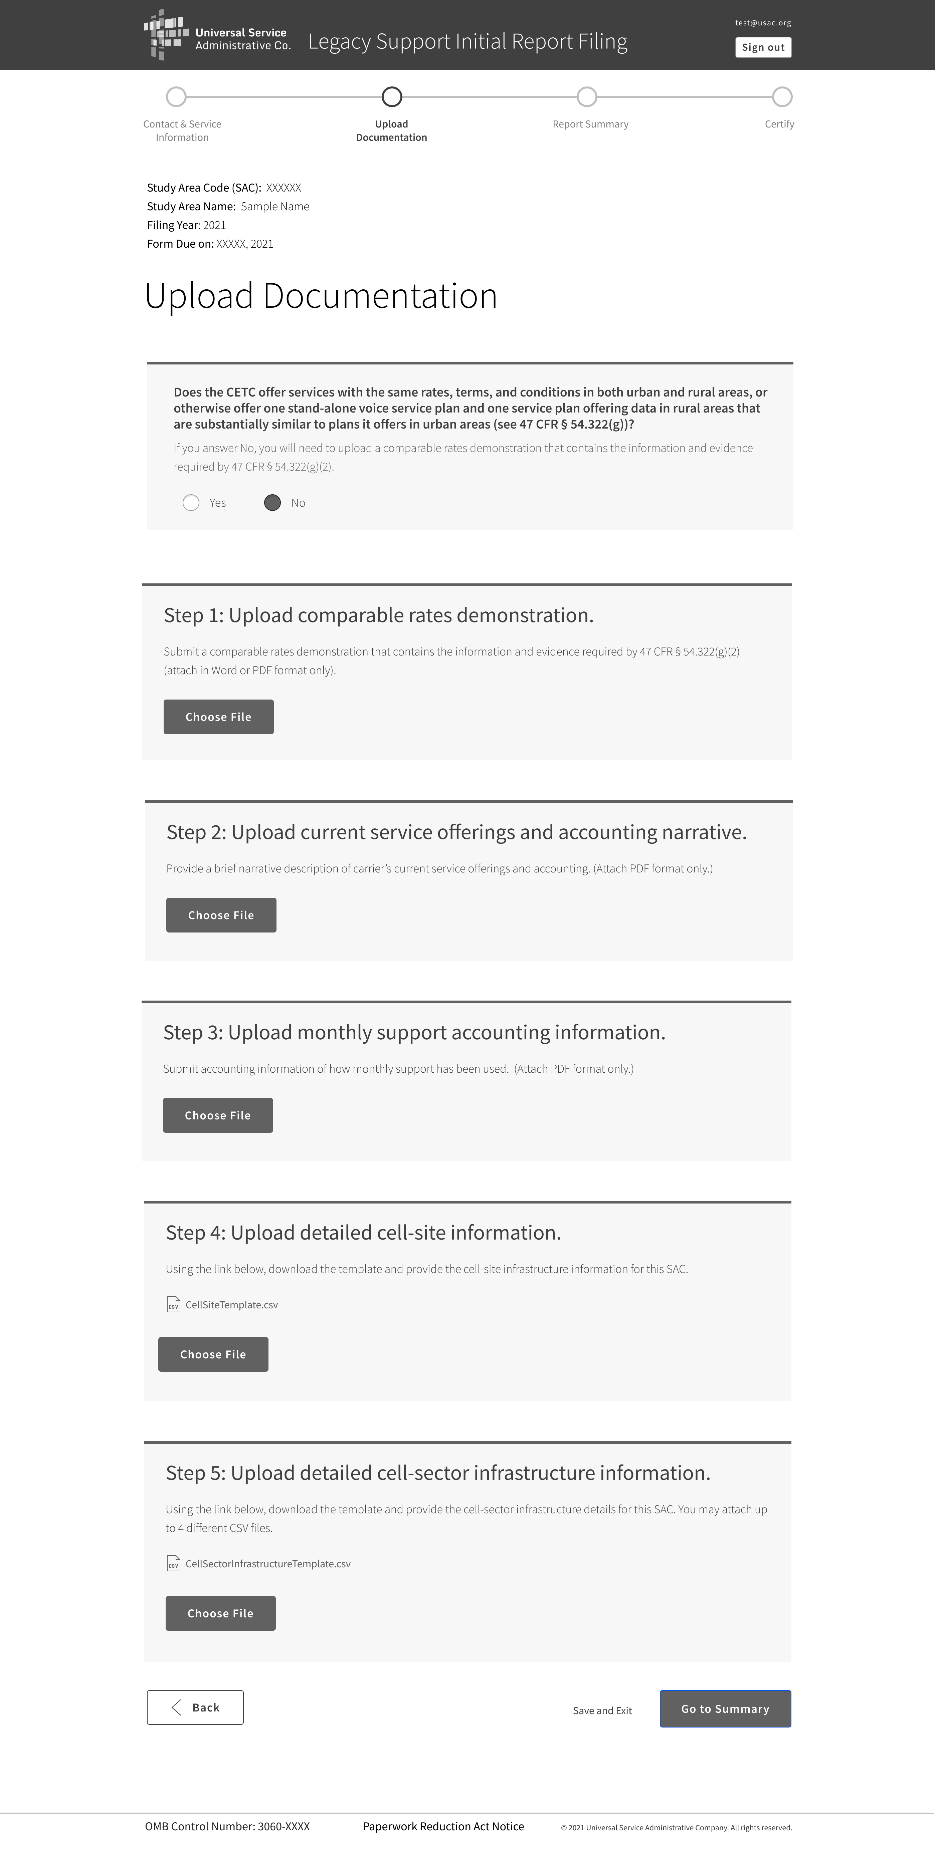 Universal Service
Administrative Co.
Legacy Support Initial Report Filing
test@usac.org
Sign out
Contact & Service
Information
Upload
Documentation
Report Summary
Certify
Study Area Code (SAC): XXXXXX
Study Area Name: Sample Name
Filing Year: 2021
Form Due on: XXXXX, 2021
Upload Documentation
Does the CETC offer services with the same rates, terms, and conditions in both urban and rural areas, or
otherwise offer one stand-alone voice service plan and one service plan offering data in rural areas that
are substantially similar to plans it offers in urban areas (see 47 CFR § 54.322(g))?
If you answer No, you will need to upload a comparable rates demonstration that contains the information and evidence
required by 47 CFR § 54.322(g)(2).
Yes
No
Step 1: Upload comparable rates demonstration.
Submit a comparable rates demonstration that contains the information and evidence required by 47 CFR § 54.322(g)(2)
(attach in Word or PDF format only).
Choose File
Step 2: Upload current service offerings and accounting narrative.
Provide a brief narrative description of carrier's current service offerings and accounting. (Attach PDF format only.)
Choose File
Step 3: Upload monthly support accounting information.
Submit accounting information of how monthly support has been used. (Attach PDF format only.)
Choose File
Step 4: Upload detailed cell-site information.
Using the link below, download the template and provide the cell-site infrastructure information for this SAC.
CSV CellSiteTemplate.csv
Choose File
Step 5: Upload detailed cell-sector infrastructure information.
Using the link below, download the template and provide the cell-sector infrastructure details for this SAC. You may attach up
to 4 different CSV files.
CSV CellSectorInfrastructureTemplate.csv
Choose File
Back
Save and Exit
Go to Summary
OMB Control Number: 3060-XXXX
Paperwork Reduction Act Notice
© 2021 Universal Service Administrative Company. All rights reserved.